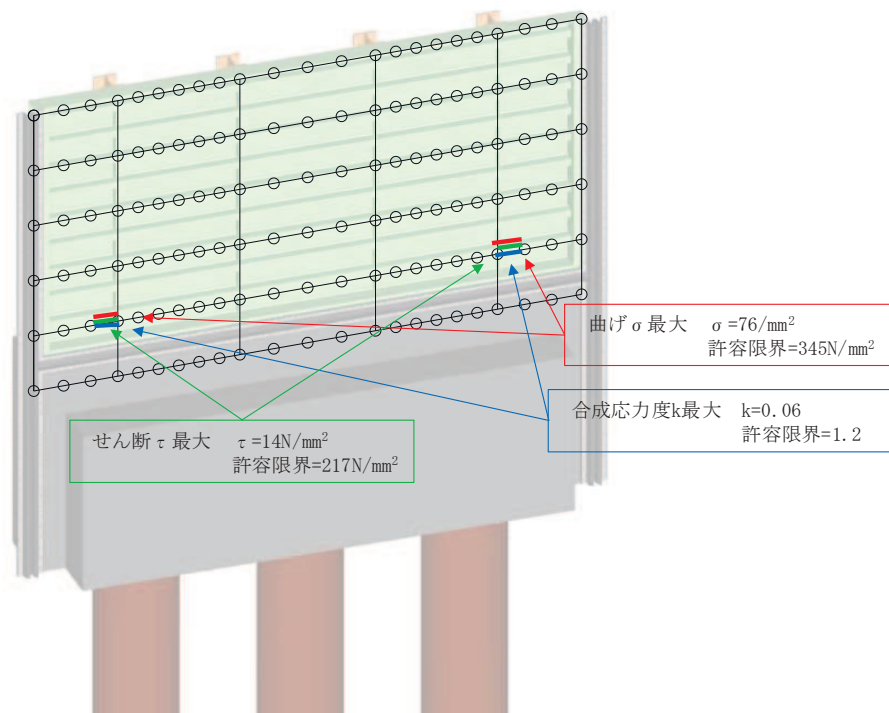 曲げσ最大 σ=76/mm²
許容限界=345N/mm²
合成応力度k最大 k=0.06
許容限界=1.2
せん断τ最大 τ=14N/mm²
許容限界=217N/mm²